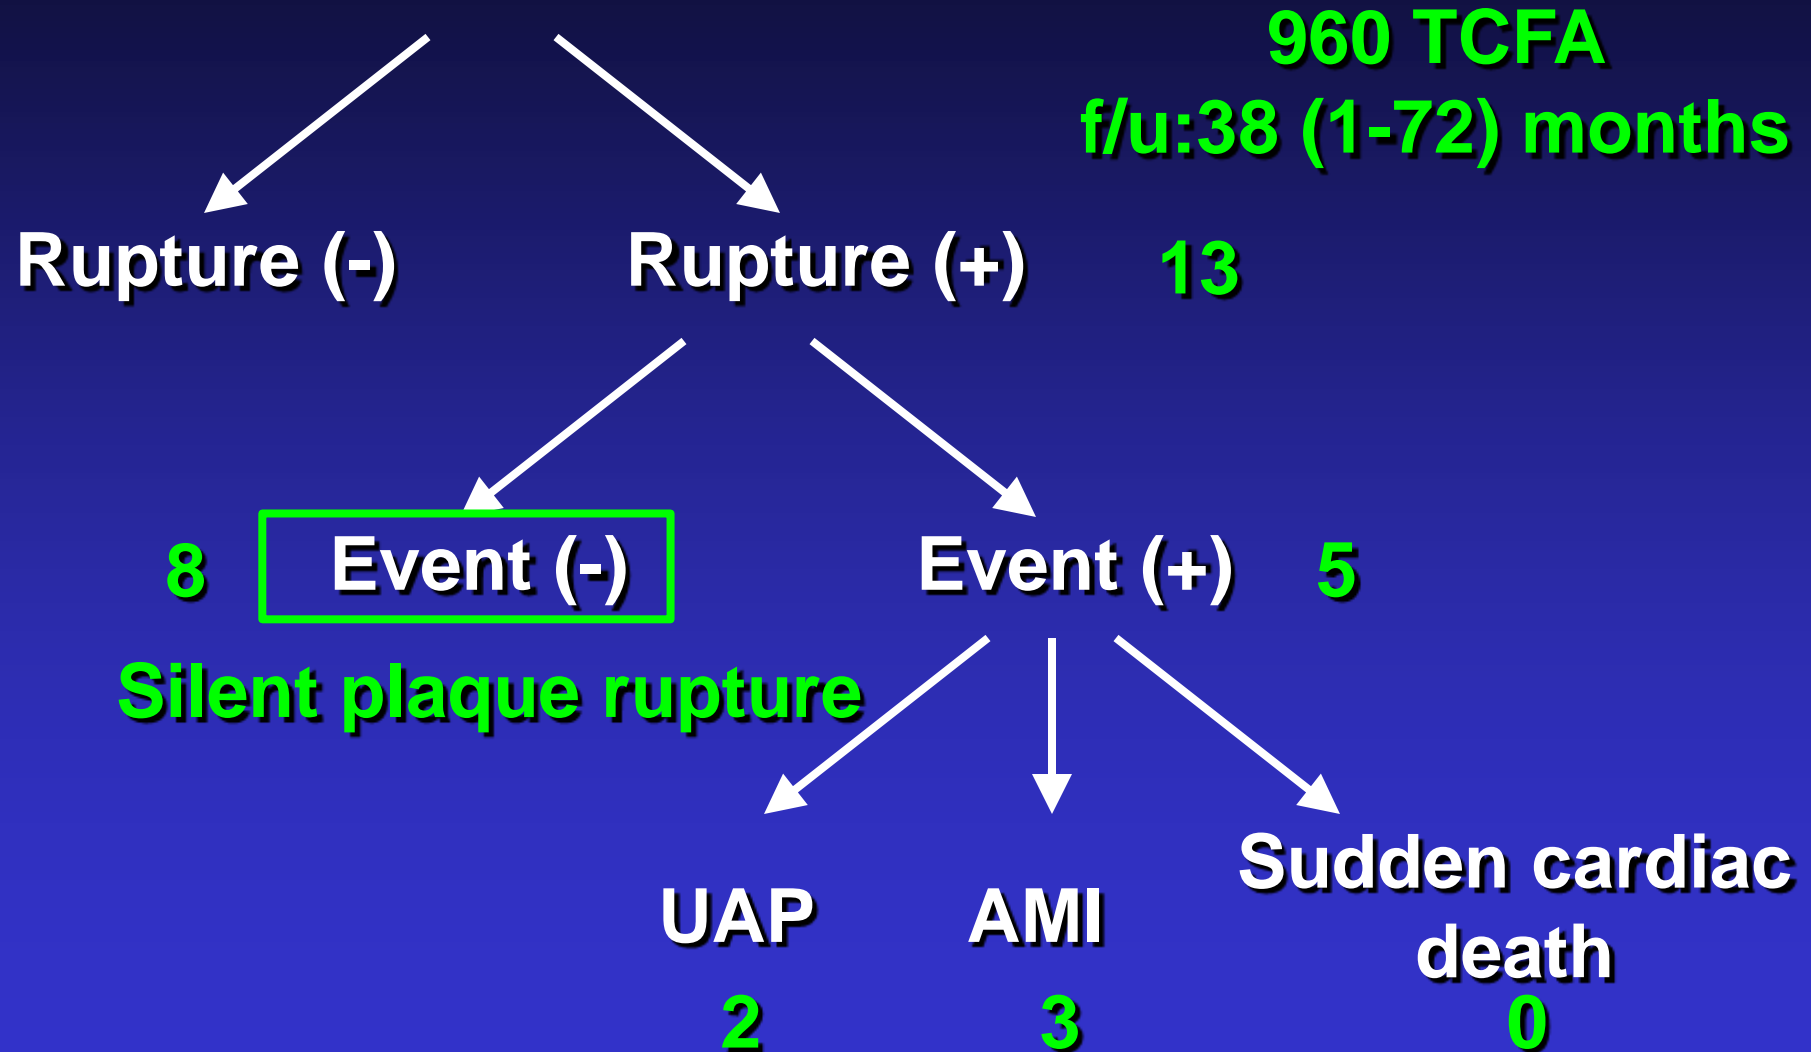 960 TCFA
f/u:38 (1-72) months
Rupture (-)
Rupture (+)
13
8
Event (-)
Event (+)
5
Silent plaque rupture
UAP
AMI
Sudden cardiac
death
2
3
0